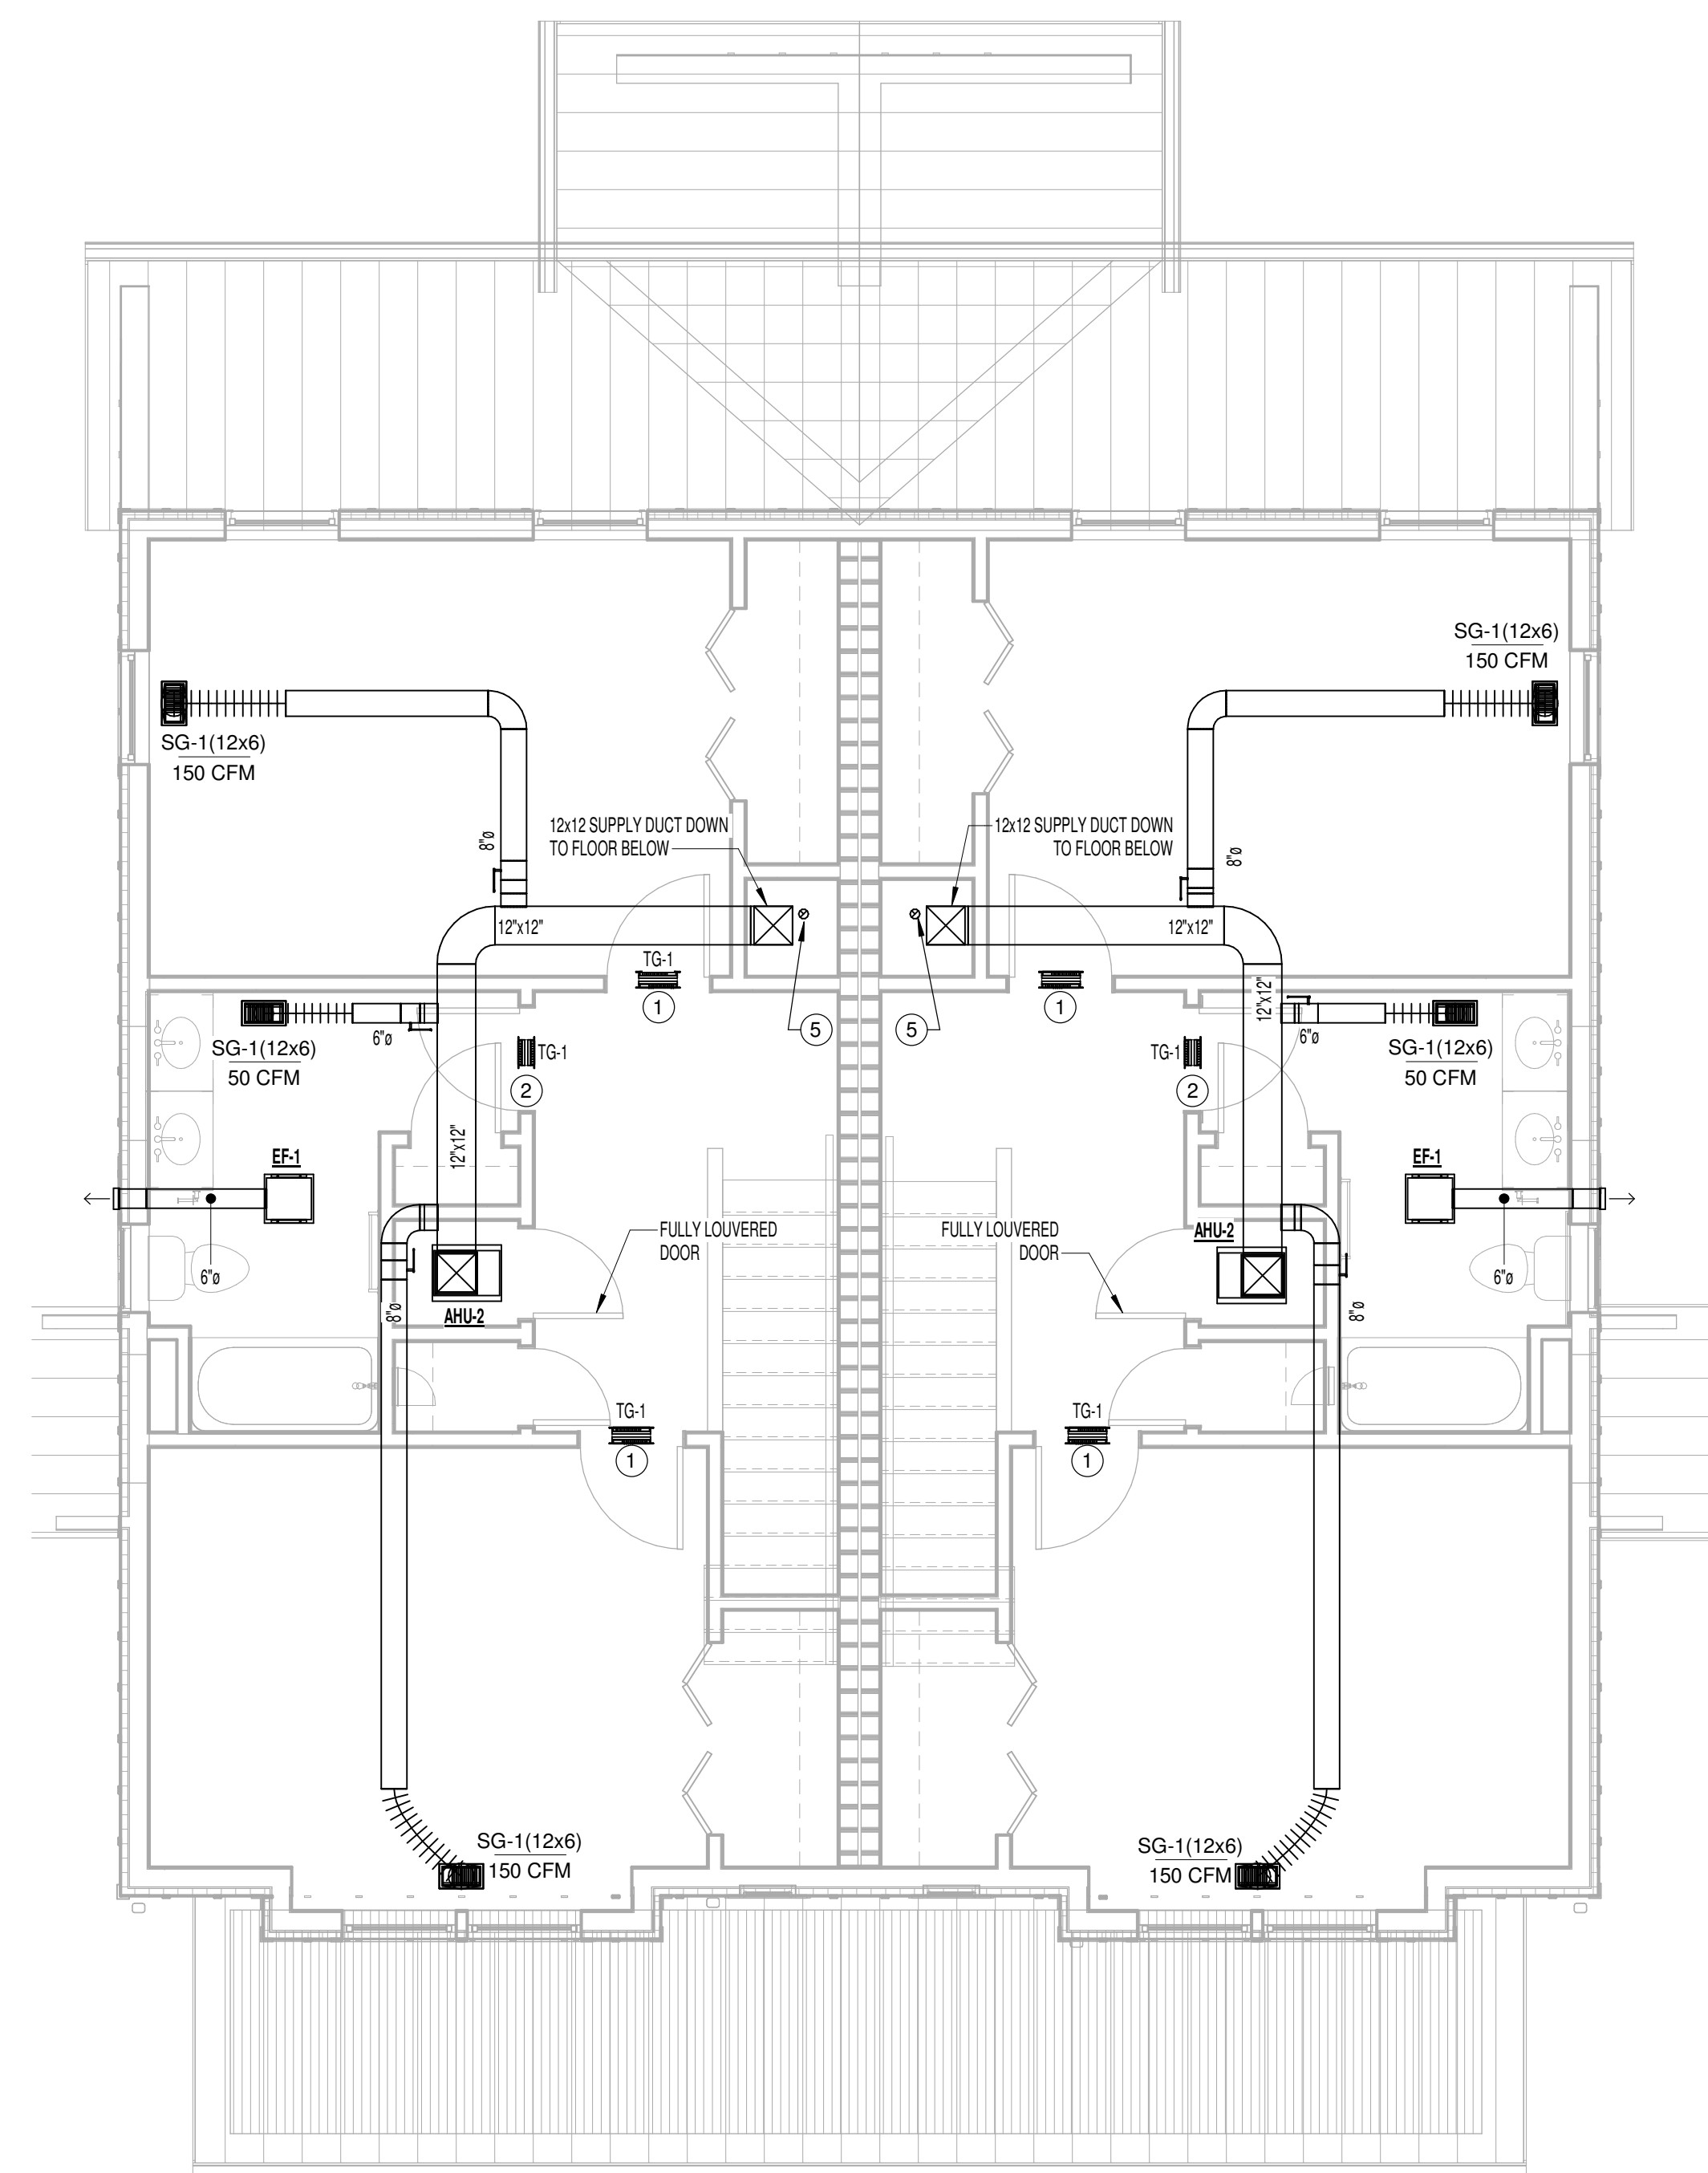 SG-1(12x6)
150 CFM
SG-1(12x6)
150 CFM
8"ø
12x12 SUPPLY DUCT DOWN
TO FLOOR BELOW
12x12 SUPPLY DUCT DOWN
TO FLOOR BELOW
8"ø
12"x12"
12"x12"
TG-1
1
5
5
1
12"x12"
6"ø
6"ø
SG-1(12x6)
50 CFM
TG-1
2
TG-1
2
SG-1(12x6)
50 CFM
12"x12"
EF-1
EF-1
6"ø
FULLY LOUVERED
DOOR
FULLY LOUVERED
DOOR
AHU-2
6"ø
8"ø
AHU-2
8"ø
TG-1
1
TG-1
1
SG-1(12x6)
150 CFM
SG-1(12x6)
150 CFM